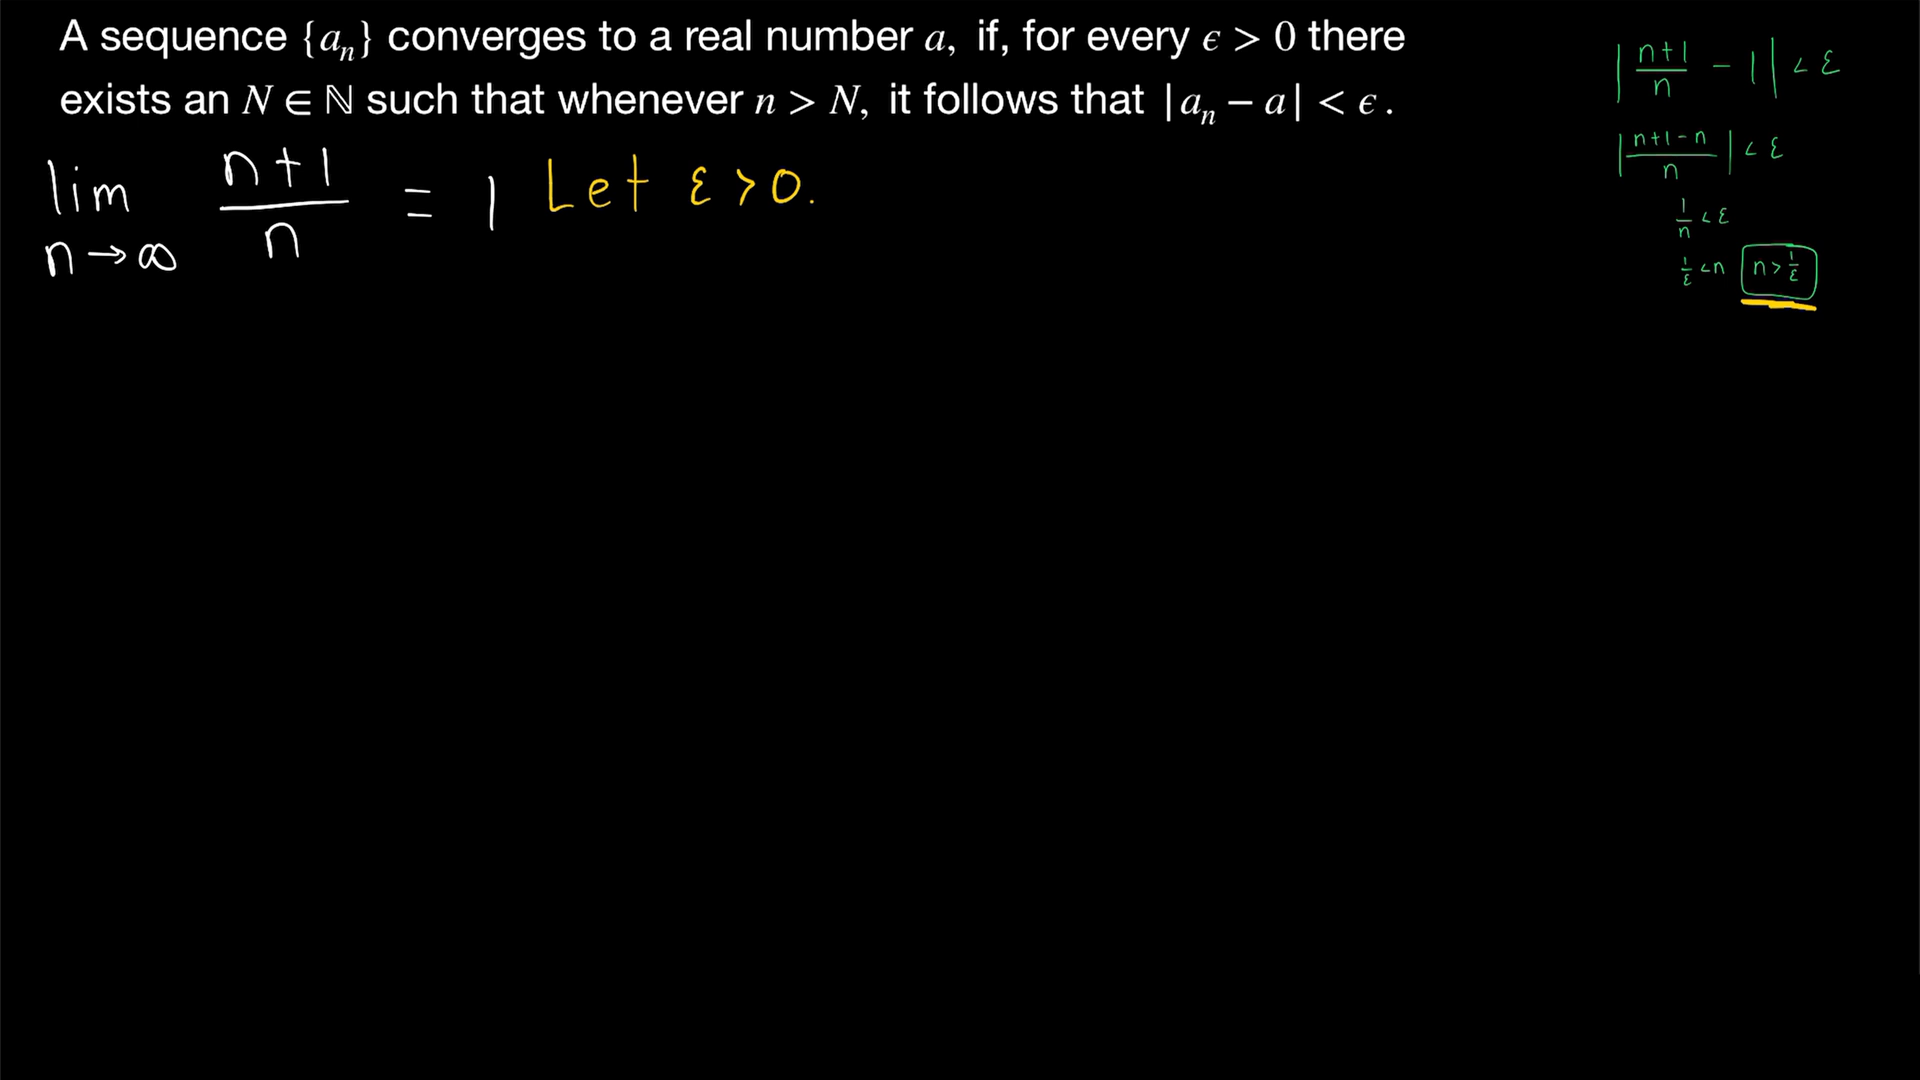 A sequence {aₙ} converges to a real number a, if, for every ϵ > 0 there
exists an N ∈ ℕ such that whenever n > N, it follows that |aₙ − a| < ϵ.
lim n→∞ (n+1)/n = 1 Let ε > 0.
|(n+1)/n − 1| < ε
|(n+1−n)/n| < ε
1/n < ε
1/ε < n n > 1/ε